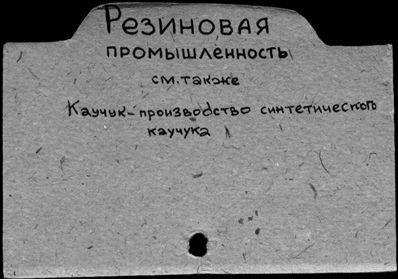 Резиновая
промышленность
см. также
Каучук - производство синтетического
каучука